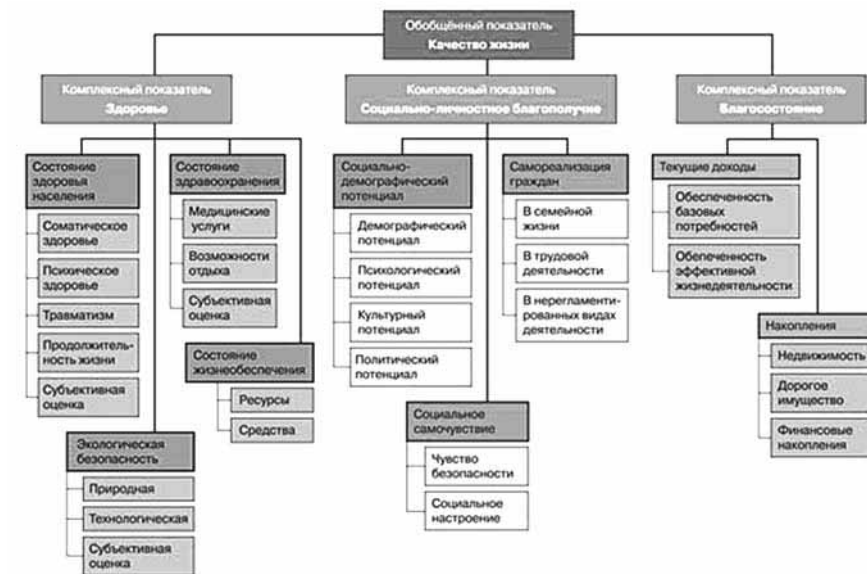 Обобщённый показатель
Качество жизни
Комплексный показатель
Здоровье
Комплексный показатель
Социально-личностное благополучие
Комплексный показатель
Благосостояние
Состояние
здоровья
населения
Соматическое
здоровье
Психическое
здоровье
Травматизм
Продолжитель-
ность жизни
Субъективная
оценка
Состояние
здравоохранения
Медицинские
услуги
Возможности
отдыха
Субъективная
оценка
Состояние
жизнеобеспечения
Ресурсы
Средства
Экологическая
безопасность
Природная
Технологическая
Субъективная
оценка
Социально-
демографический
потенциал
Демографический
потенциал
Психологический
потенциал
Культурный
потенциал
Политический
потенциал
Самореализация
граждан
В семейной
жизни
В трудовой
деятельности
В нерегламенти-
рованных видах
деятельности
Социальное
самочувствие
Чувство
безопасности
Социальное
настроение
Текущие доходы
Обеспеченность
базовых
потребностей
Обепеченность
эффективной
жизнедеятельности
Накопления
Недвижимость
Дорогое
имущество
Финансовые
накопления